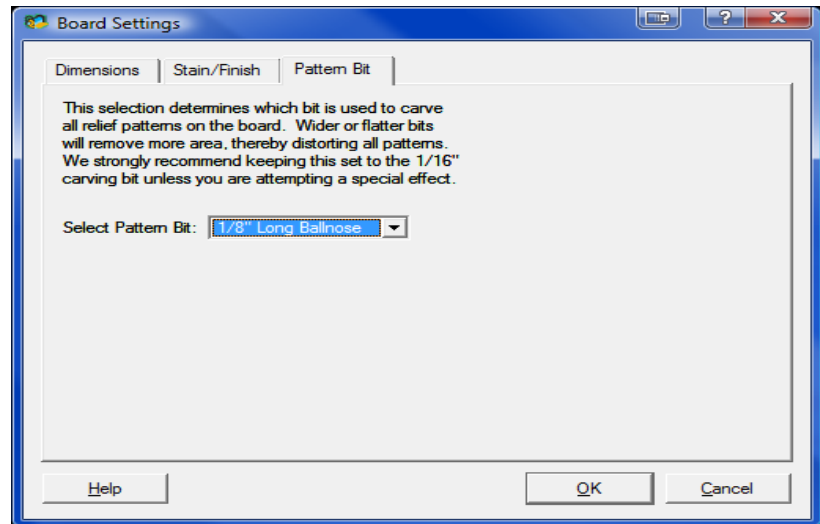 Board Settings
Dimensions
Stain/Finish
Pattern Bit
This selection determines which bit is used to carve
all relief patterns on the board.  Wider or flatter bits
will remove more area, thereby distorting all patterns.
We strongly recommend keeping this set to the 1/16"
carving bit unless you are attempting a special effect.
Select Pattern Bit:
1/8" Long Ballnose
Help
OK
Cancel